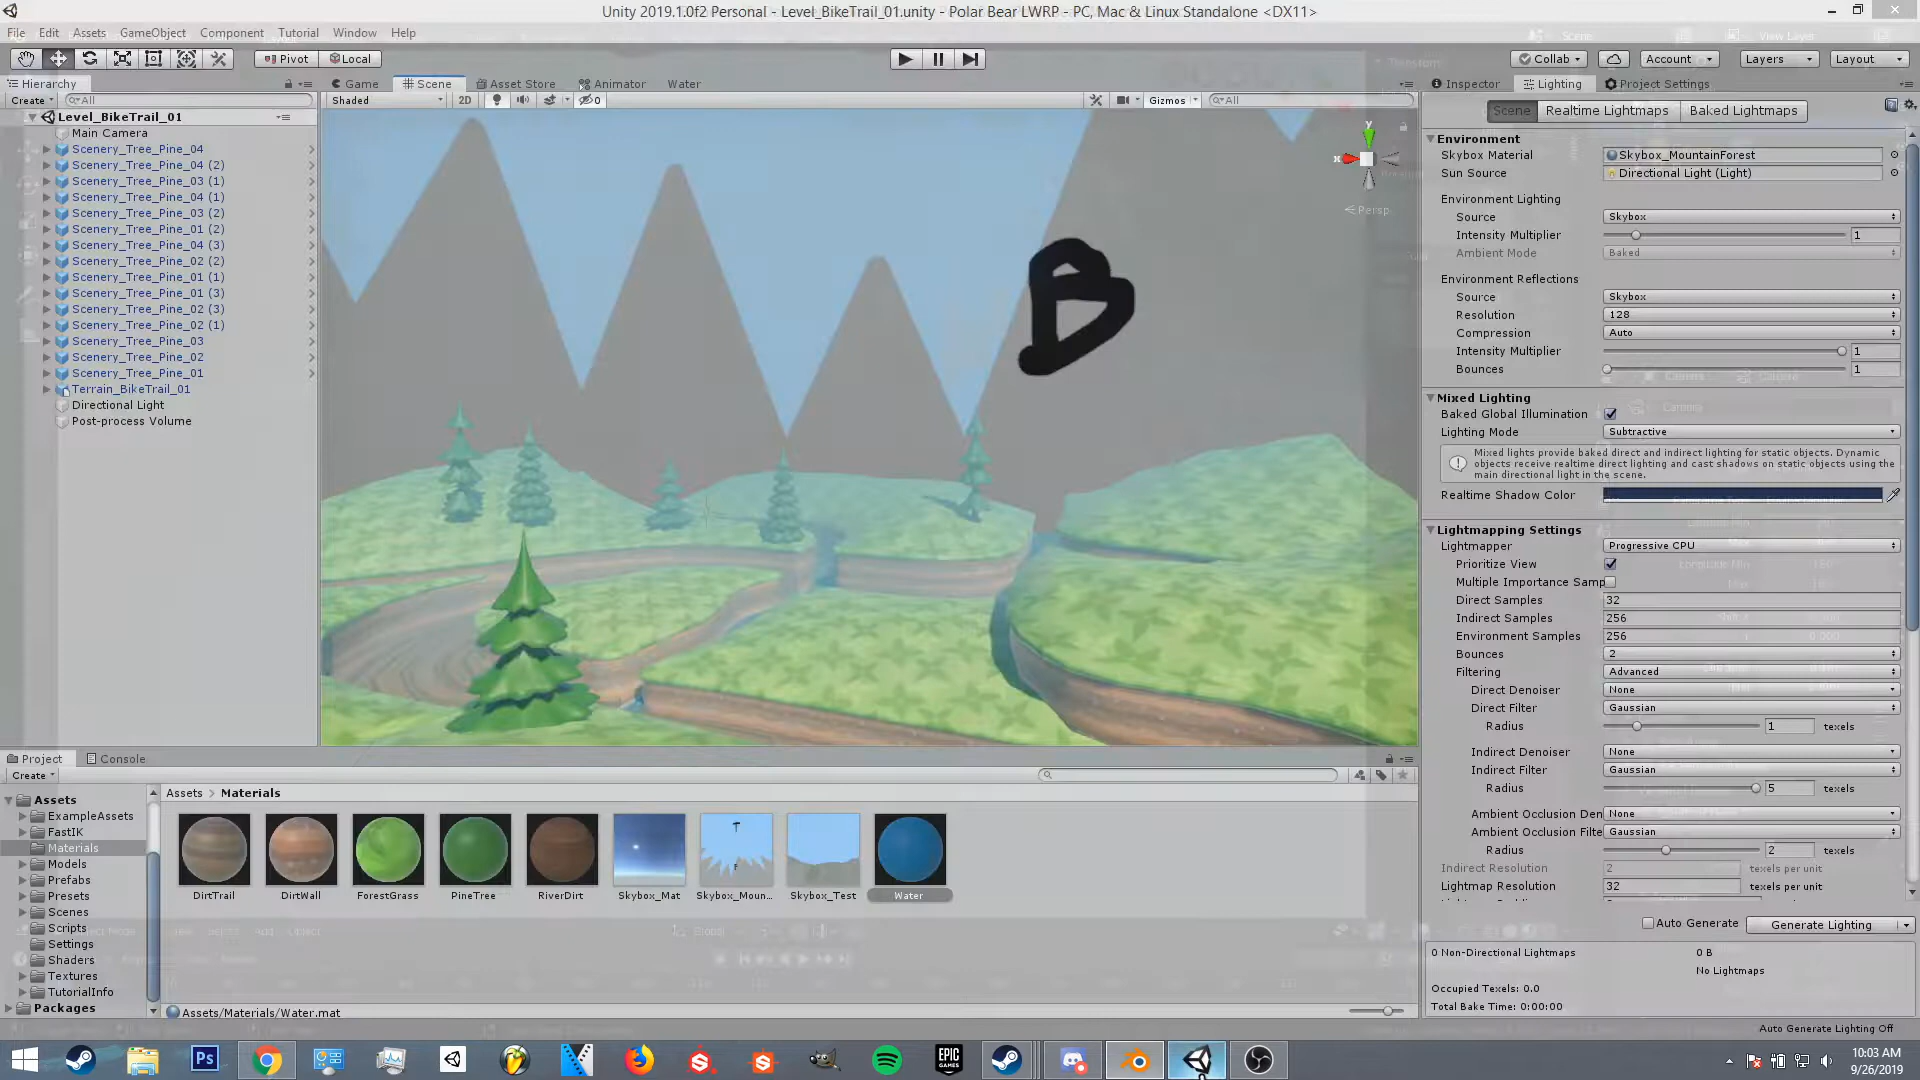 Unity 2019.1.0f2 Personal - Level_BikeTrail_01.unity - Polar Bear LWRP - PC, Mac & Linux Standalone <DX11>
File Edit Assets GameObject Component Tutorial Window Help
Pivot Local Collab Account Layers Layout
Hierarchy
Create All
Level_BikeTrail_01
Main Camera
Scenery_Tree_Pine_04
Scenery_Tree_Pine_04 (2)
Scenery_Tree_Pine_03 (1)
Scenery_Tree_Pine_04 (1)
Scenery_Tree_Pine_03 (2)
Scenery_Tree_Pine_01 (2)
Scenery_Tree_Pine_04 (3)
Scenery_Tree_Pine_02 (2)
Scenery_Tree_Pine_01 (1)
Scenery_Tree_Pine_01 (3)
Scenery_Tree_Pine_02 (3)
Scenery_Tree_Pine_02 (1)
Scenery_Tree_Pine_03
Scenery_Tree_Pine_02
Scenery_Tree_Pine_01
Terrain_BikeTrail_01
Directional Light
Post-process Volume
Game Scene Asset Store Animator Water
Shaded 2D 0 Gizmos All
y
x
Persp
B
Inspector Lighting Project Settings
Scene Realtime Lightmaps Baked Lightmaps
Environment
Skybox Material Skybox_MountainForest
Sun Source Directional Light (Light)
Environment Lighting
Source Skybox
Intensity Multiplier 1
Ambient Mode Baked
Environment Reflections
Source Skybox
Resolution 128
Compression Auto
Intensity Multiplier 1
Bounces 1
Mixed Lighting
Baked Global Illumination
Lighting Mode Subtractive
Mixed lights provide baked direct and indirect lighting for static objects. Dynamic
objects receive realtime direct lighting and cast shadows on static objects using the
main directional light in the scene.
Realtime Shadow Color
Lightmapping Settings
Lightmapper Progressive CPU
Prioritize View
Multiple Importance Samp
Direct Samples 32
Indirect Samples 256
Environment Samples 256
Bounces 2
Filtering Advanced
Direct Denoiser None
Direct Filter Gaussian
Radius 1 texels
Indirect Denoiser None
Indirect Filter Gaussian
Radius 5 texels
Ambient Occlusion Den None
Ambient Occlusion Filte Gaussian
Radius 2 texels
Indirect Resolution 2 texels per unit
Lightmap Resolution 32 texels per unit
Auto Generate Generate Lighting
0 Non-Directional Lightmaps 0 B
No Lightmaps
Occupied Texels: 0.0
Total Bake Time: 0:00:00
Auto Generate Lighting Off
Project Console
Create
Assets
ExampleAssets
FastIK
Materials
Models
Prefabs
Presets
Scenes
Scripts
Settings
Shaders
Textures
TutorialInfo
Packages
Assets > Materials
DirtTrail DirtWall ForestGrass PineTree RiverDirt Skybox_Mat Skybox_Moun... Skybox_Test Water
Assets/Materials/Water.mat
Ps
EPIC GAMES
10:03 AM
9/26/2019